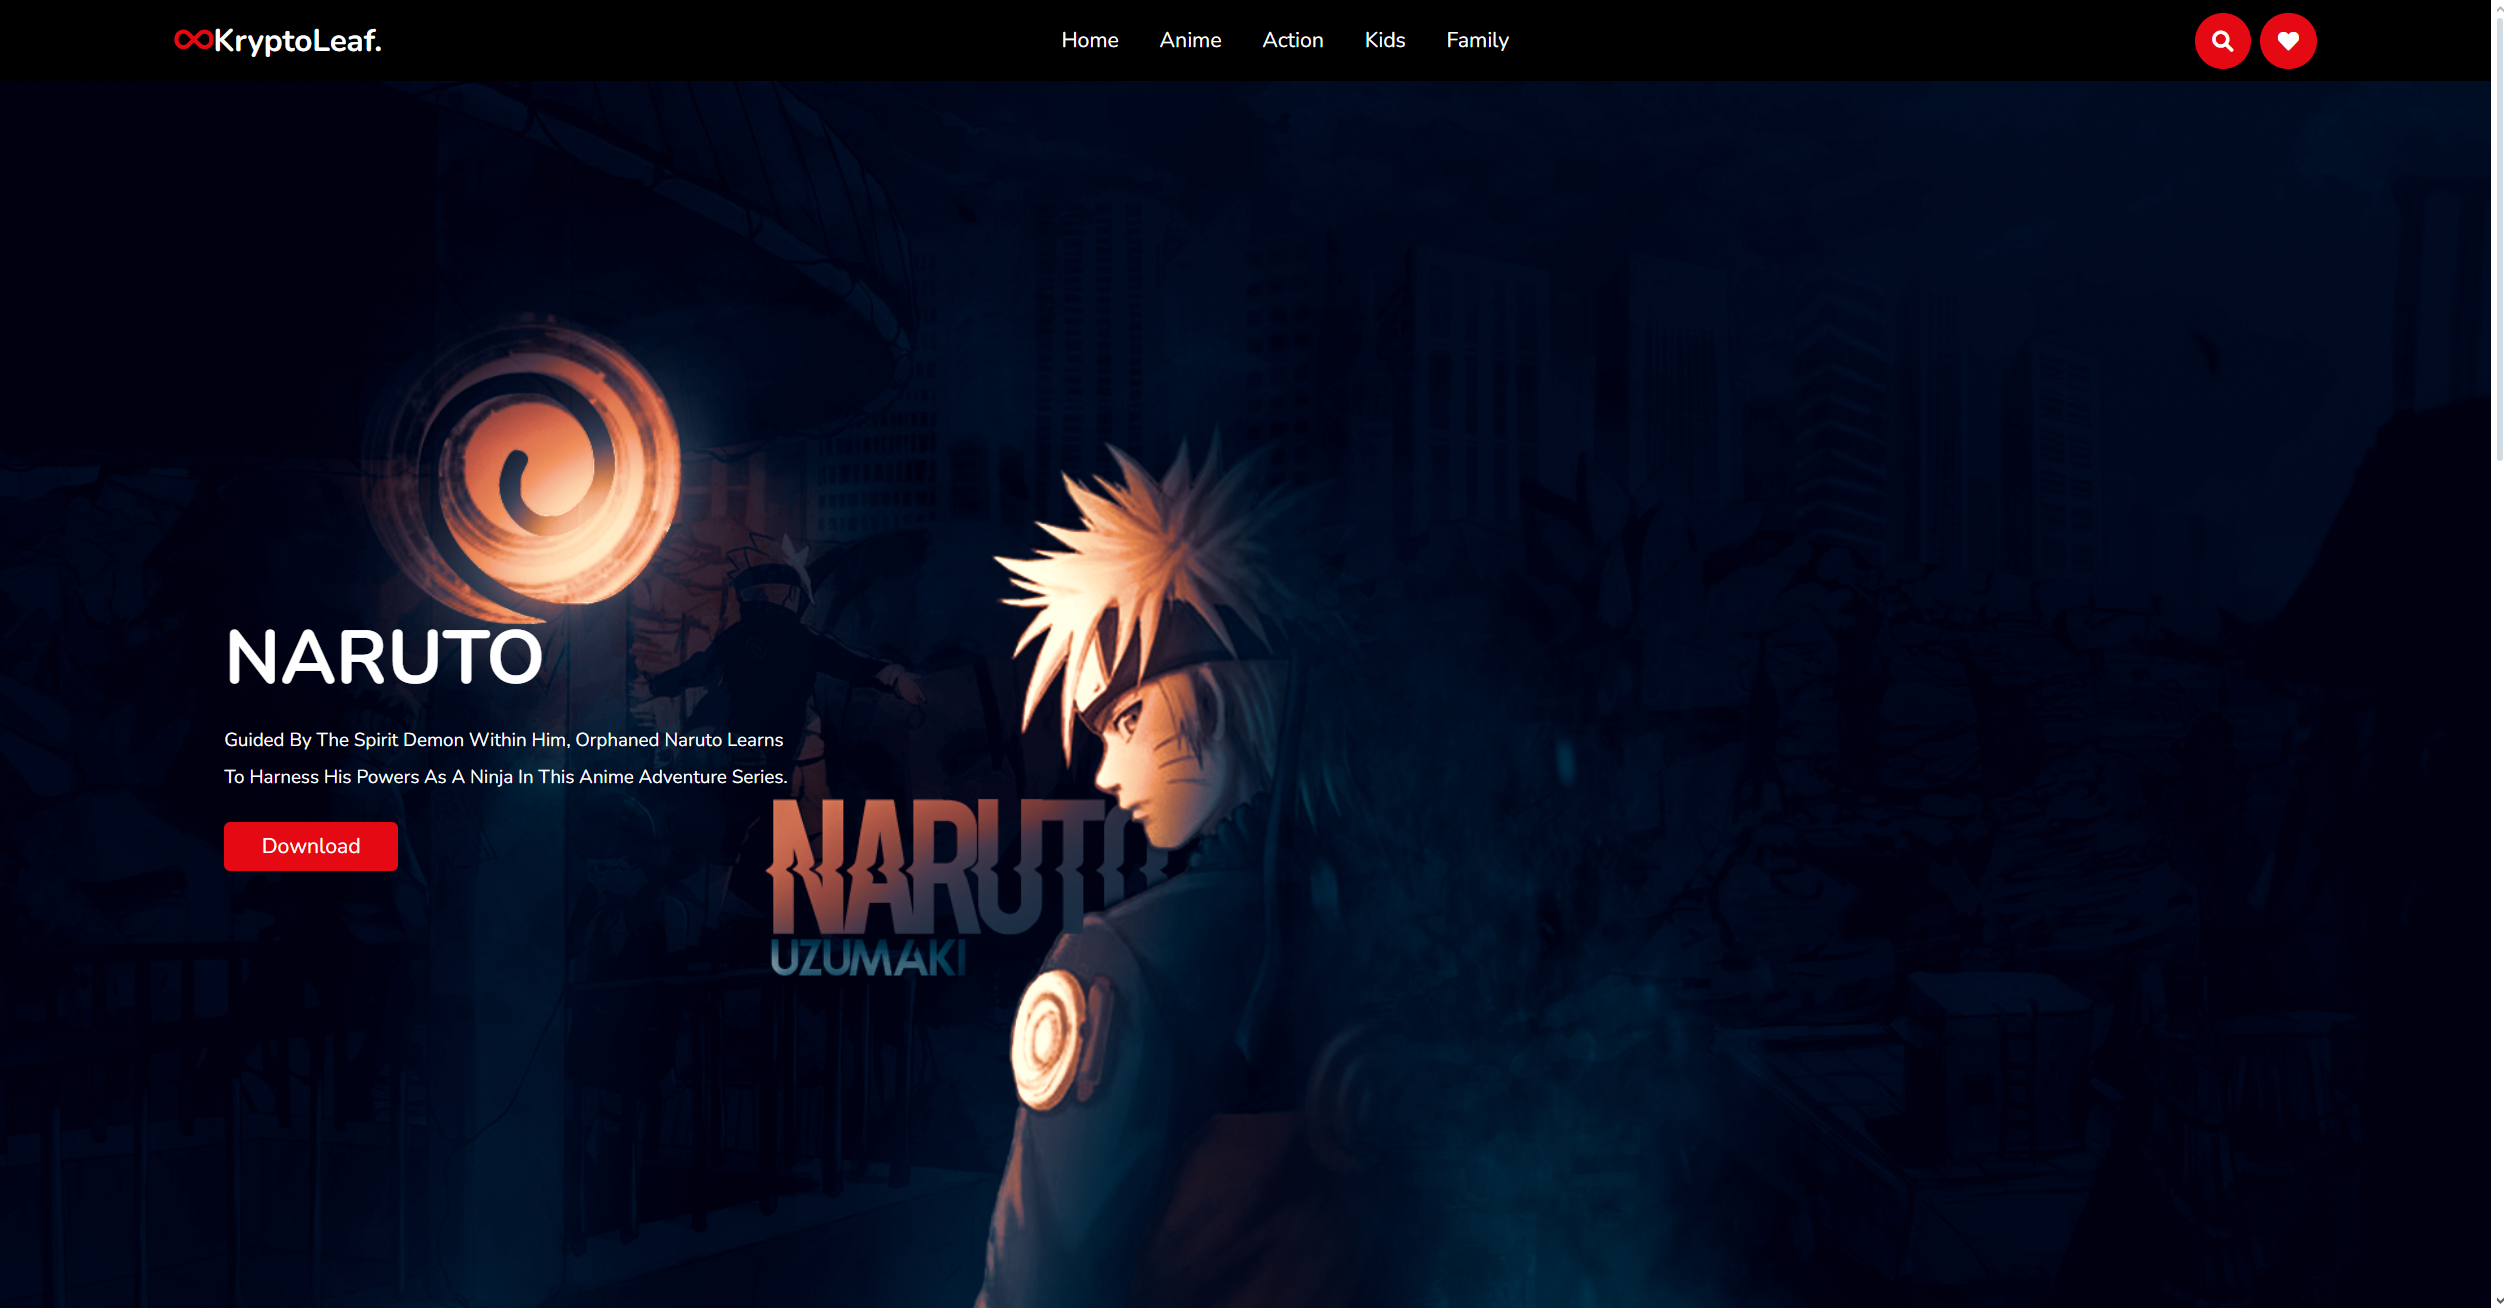 KryptoLeaf.
Home Anime Action Kids Family
NARUTO
Guided By The Spirit Demon Within Him, Orphaned Naruto Learns
To Harness His Powers As A Ninja In This Anime Adventure Series.
Download
NARUTO
UZUMAKI